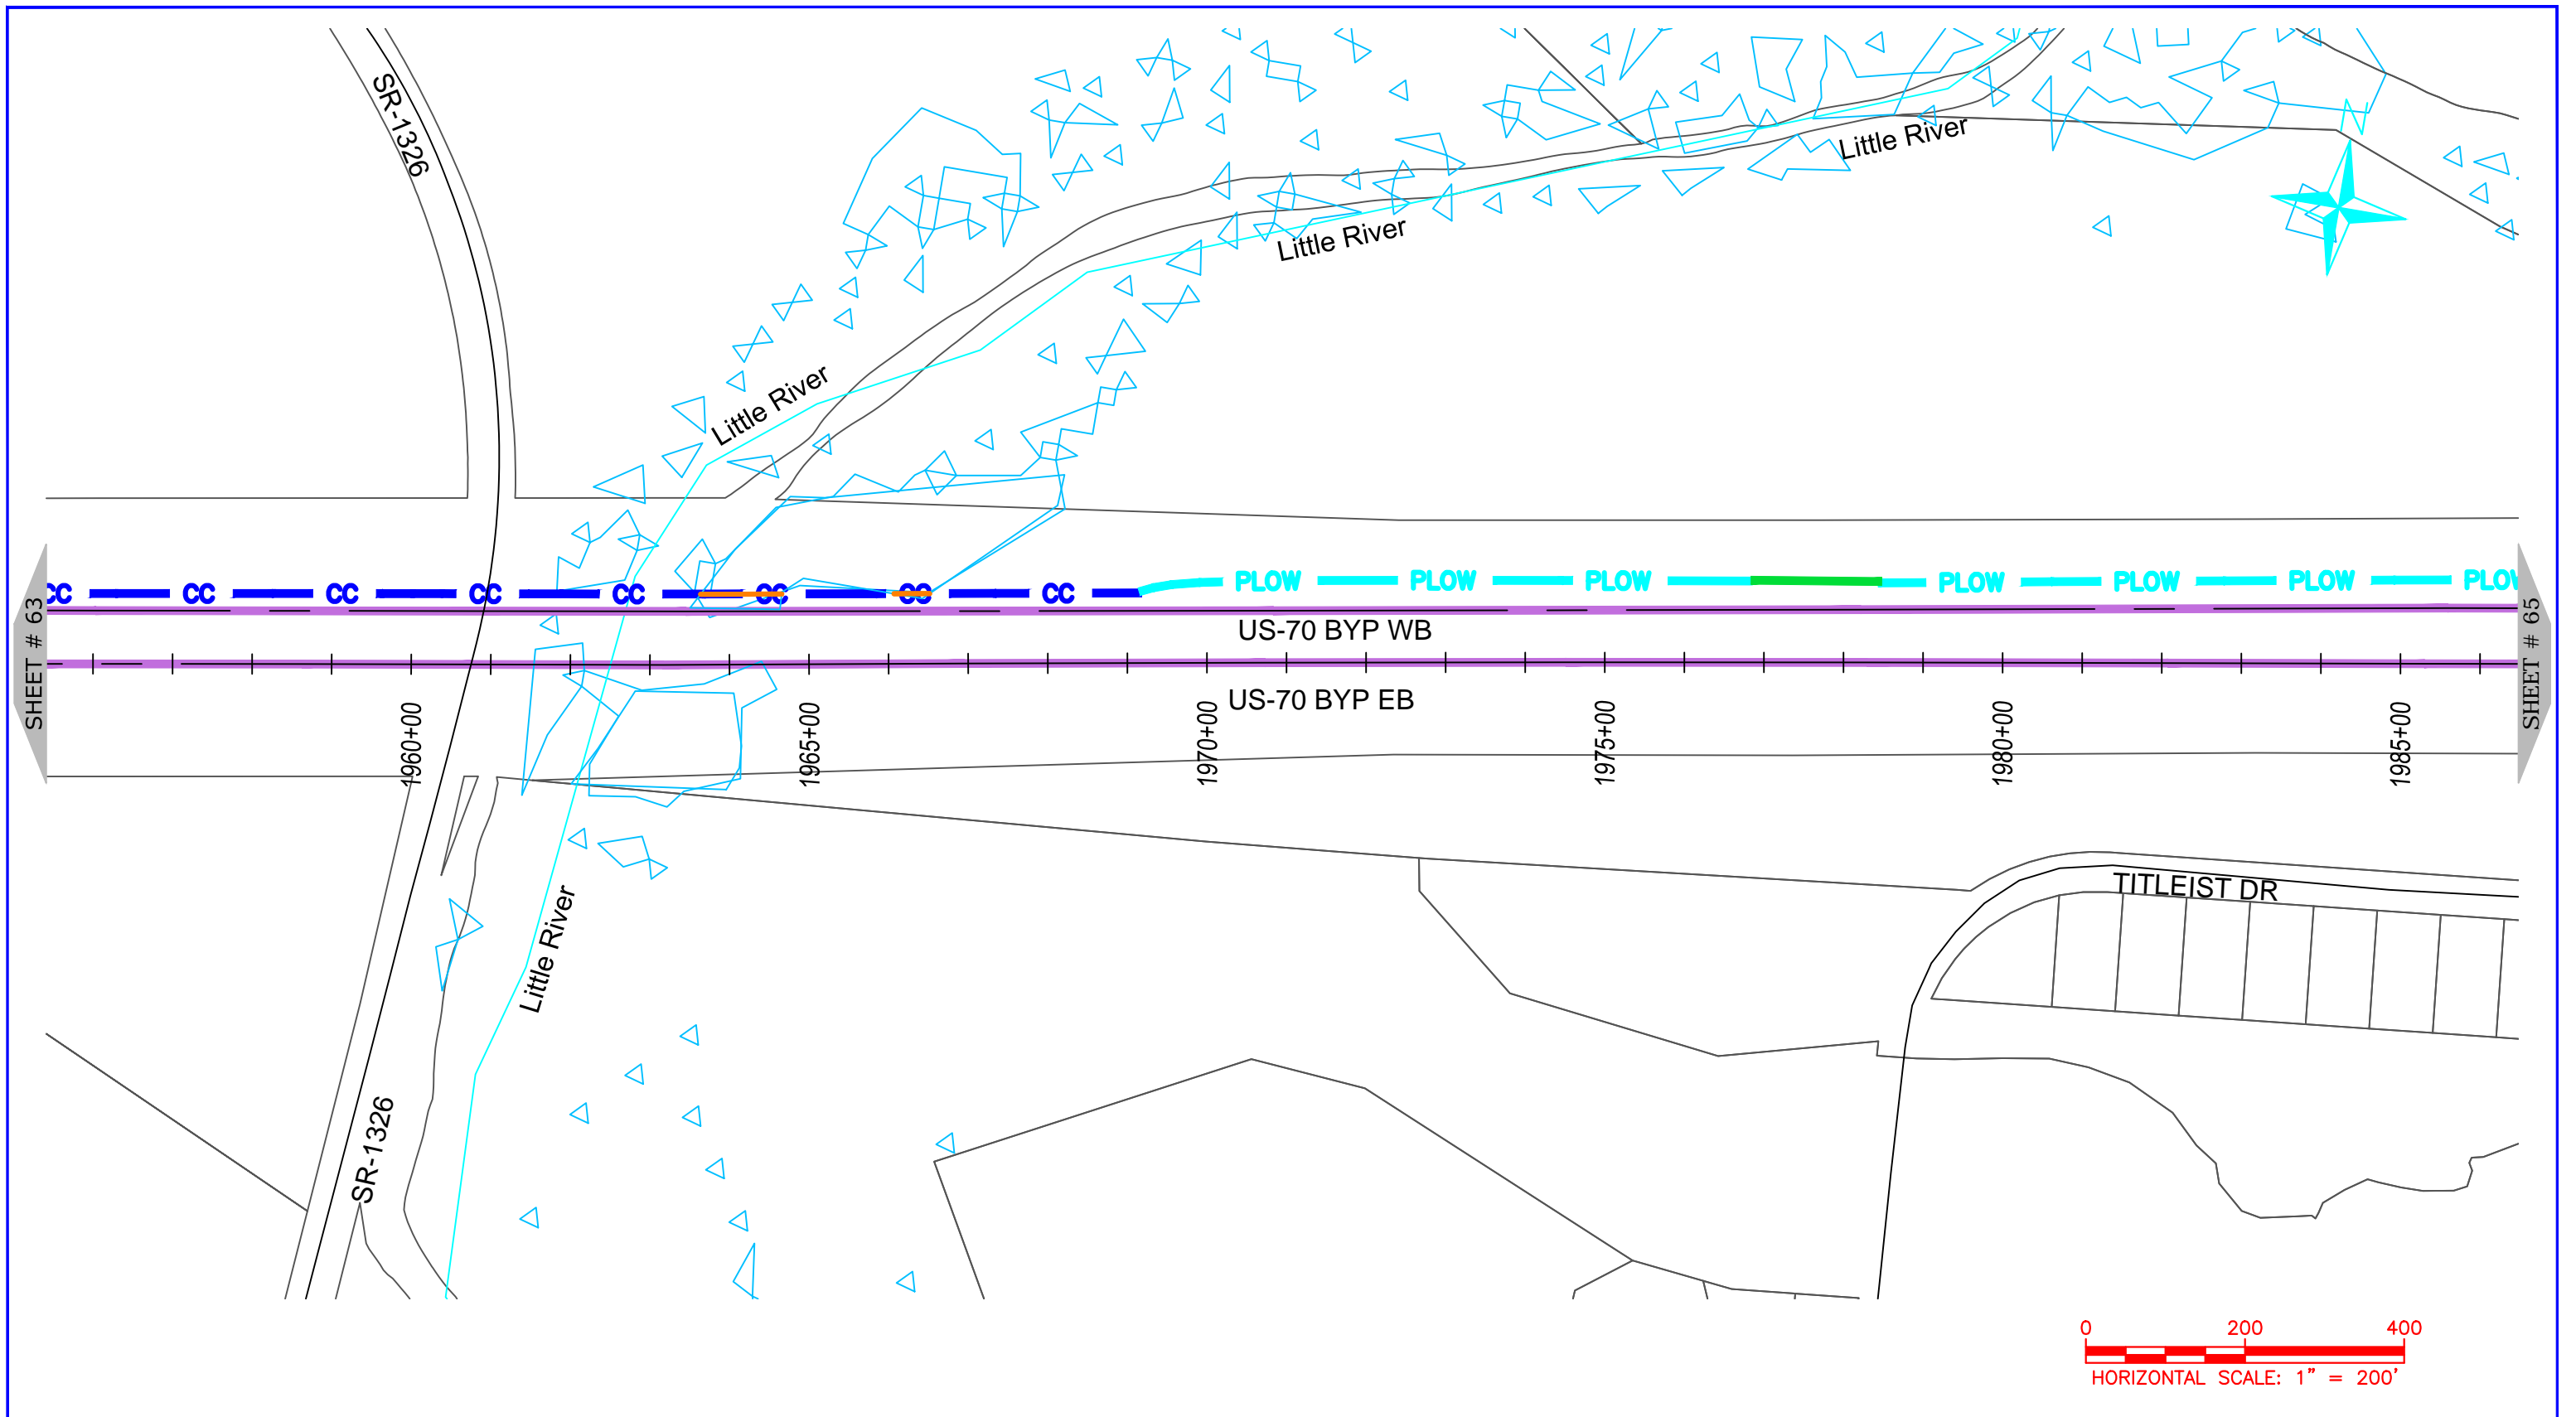 SR-1326
Little River
Little River
Little River
CC CC CC CC CC CC CC CC PLOW PLOW PLOW PLOW PLOW PLOW PLOW
SHEET # 63
SHEET # 65
US-70 BYP WB
US-70 BYP EB
1960+00 1965+00 1970+00 1975+00 1980+00 1985+00
TITLEIST DR
Little River
SR-1326
N
0 200 400
HORIZONTAL SCALE: 1" = 200'